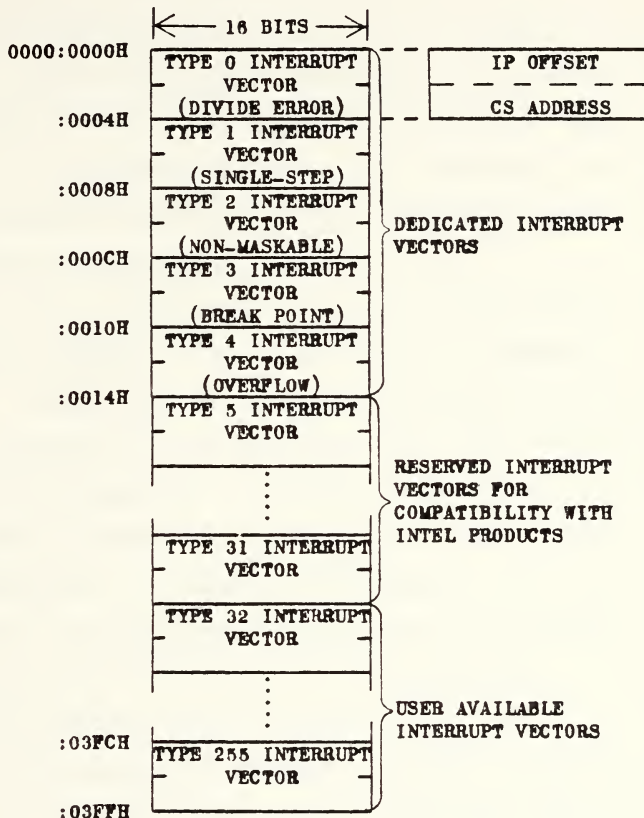 16 BITS
0000:0000H
TYPE 0 INTERRUPT
VECTOR
(DIVIDE ERROR)
IP OFFSET
CS ADDRESS
:0004H
TYPE 1 INTERRUPT
VECTOR
(SINGLE-STEP)
:0008H
TYPE 2 INTERRUPT
VECTOR
(NON-MASKABLE)
DEDICATED INTERRUPT
VECTORS
:000CH
TYPE 3 INTERRUPT
VECTOR
(BREAK POINT)
:0010H
TYPE 4 INTERRUPT
VECTOR
(OVERFLOW)
:0014H
TYPE 5 INTERRUPT
VECTOR
RESERVED INTERRUPT
VECTORS FOR
COMPATIBILITY WITH
INTEL PRODUCTS
TYPE 31 INTERRUPT
VECTOR
TYPE 32 INTERRUPT
VECTOR
USER AVAILABLE
INTERRUPT VECTORS
:03FCH
TYPE 255 INTERRUPT
VECTOR
:03FFH